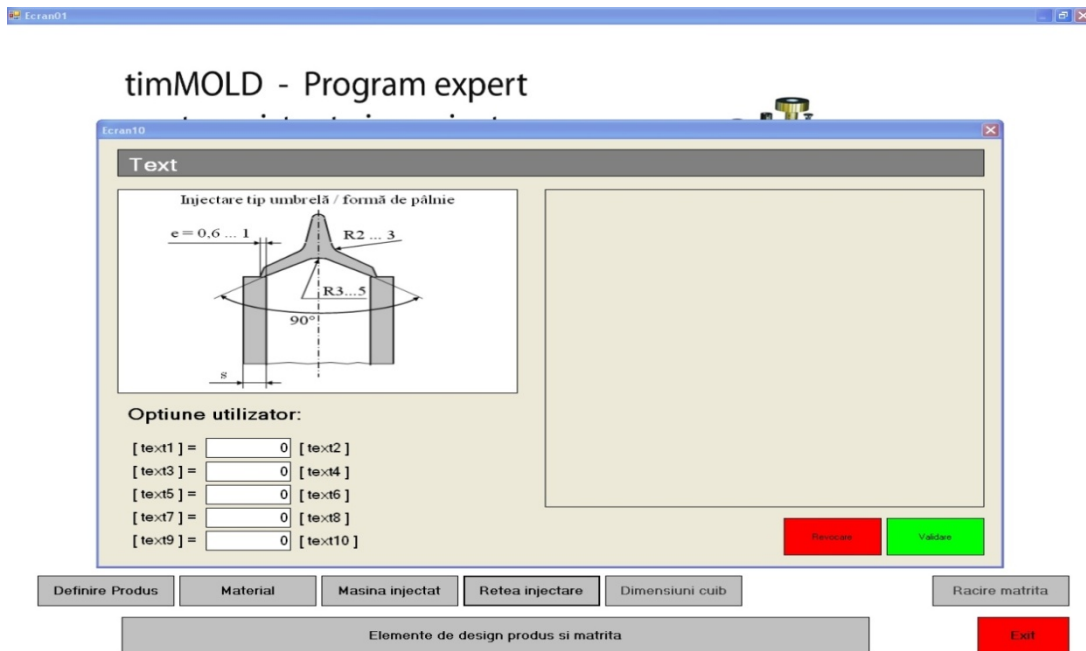 Ecran01
timMOLD - Program expert
Ecran10
Text
Injectare tip umbrelă / formă de pâlnie
e = 0,6 ... 1
R2 ... 3
R3...5
90°
s
Optiune utilizator:
[ text1 ] = 0 [ text2 ]
[ text3 ] = 0 [ text4 ]
[ text5 ] = 0 [ text6 ]
[ text7 ] = 0 [ text8 ]
[ text9 ] = 0 [ text10 ]
Revocare Validare
Definire Produs Material Masina injectat Retea injectare Dimensiuni cuib Racire matrita
Elemente de design produs si matrita Exit